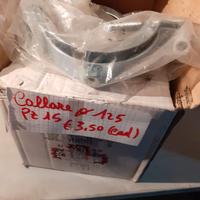 Collare ø 125
Pz 15
€ 3,50 (cad)